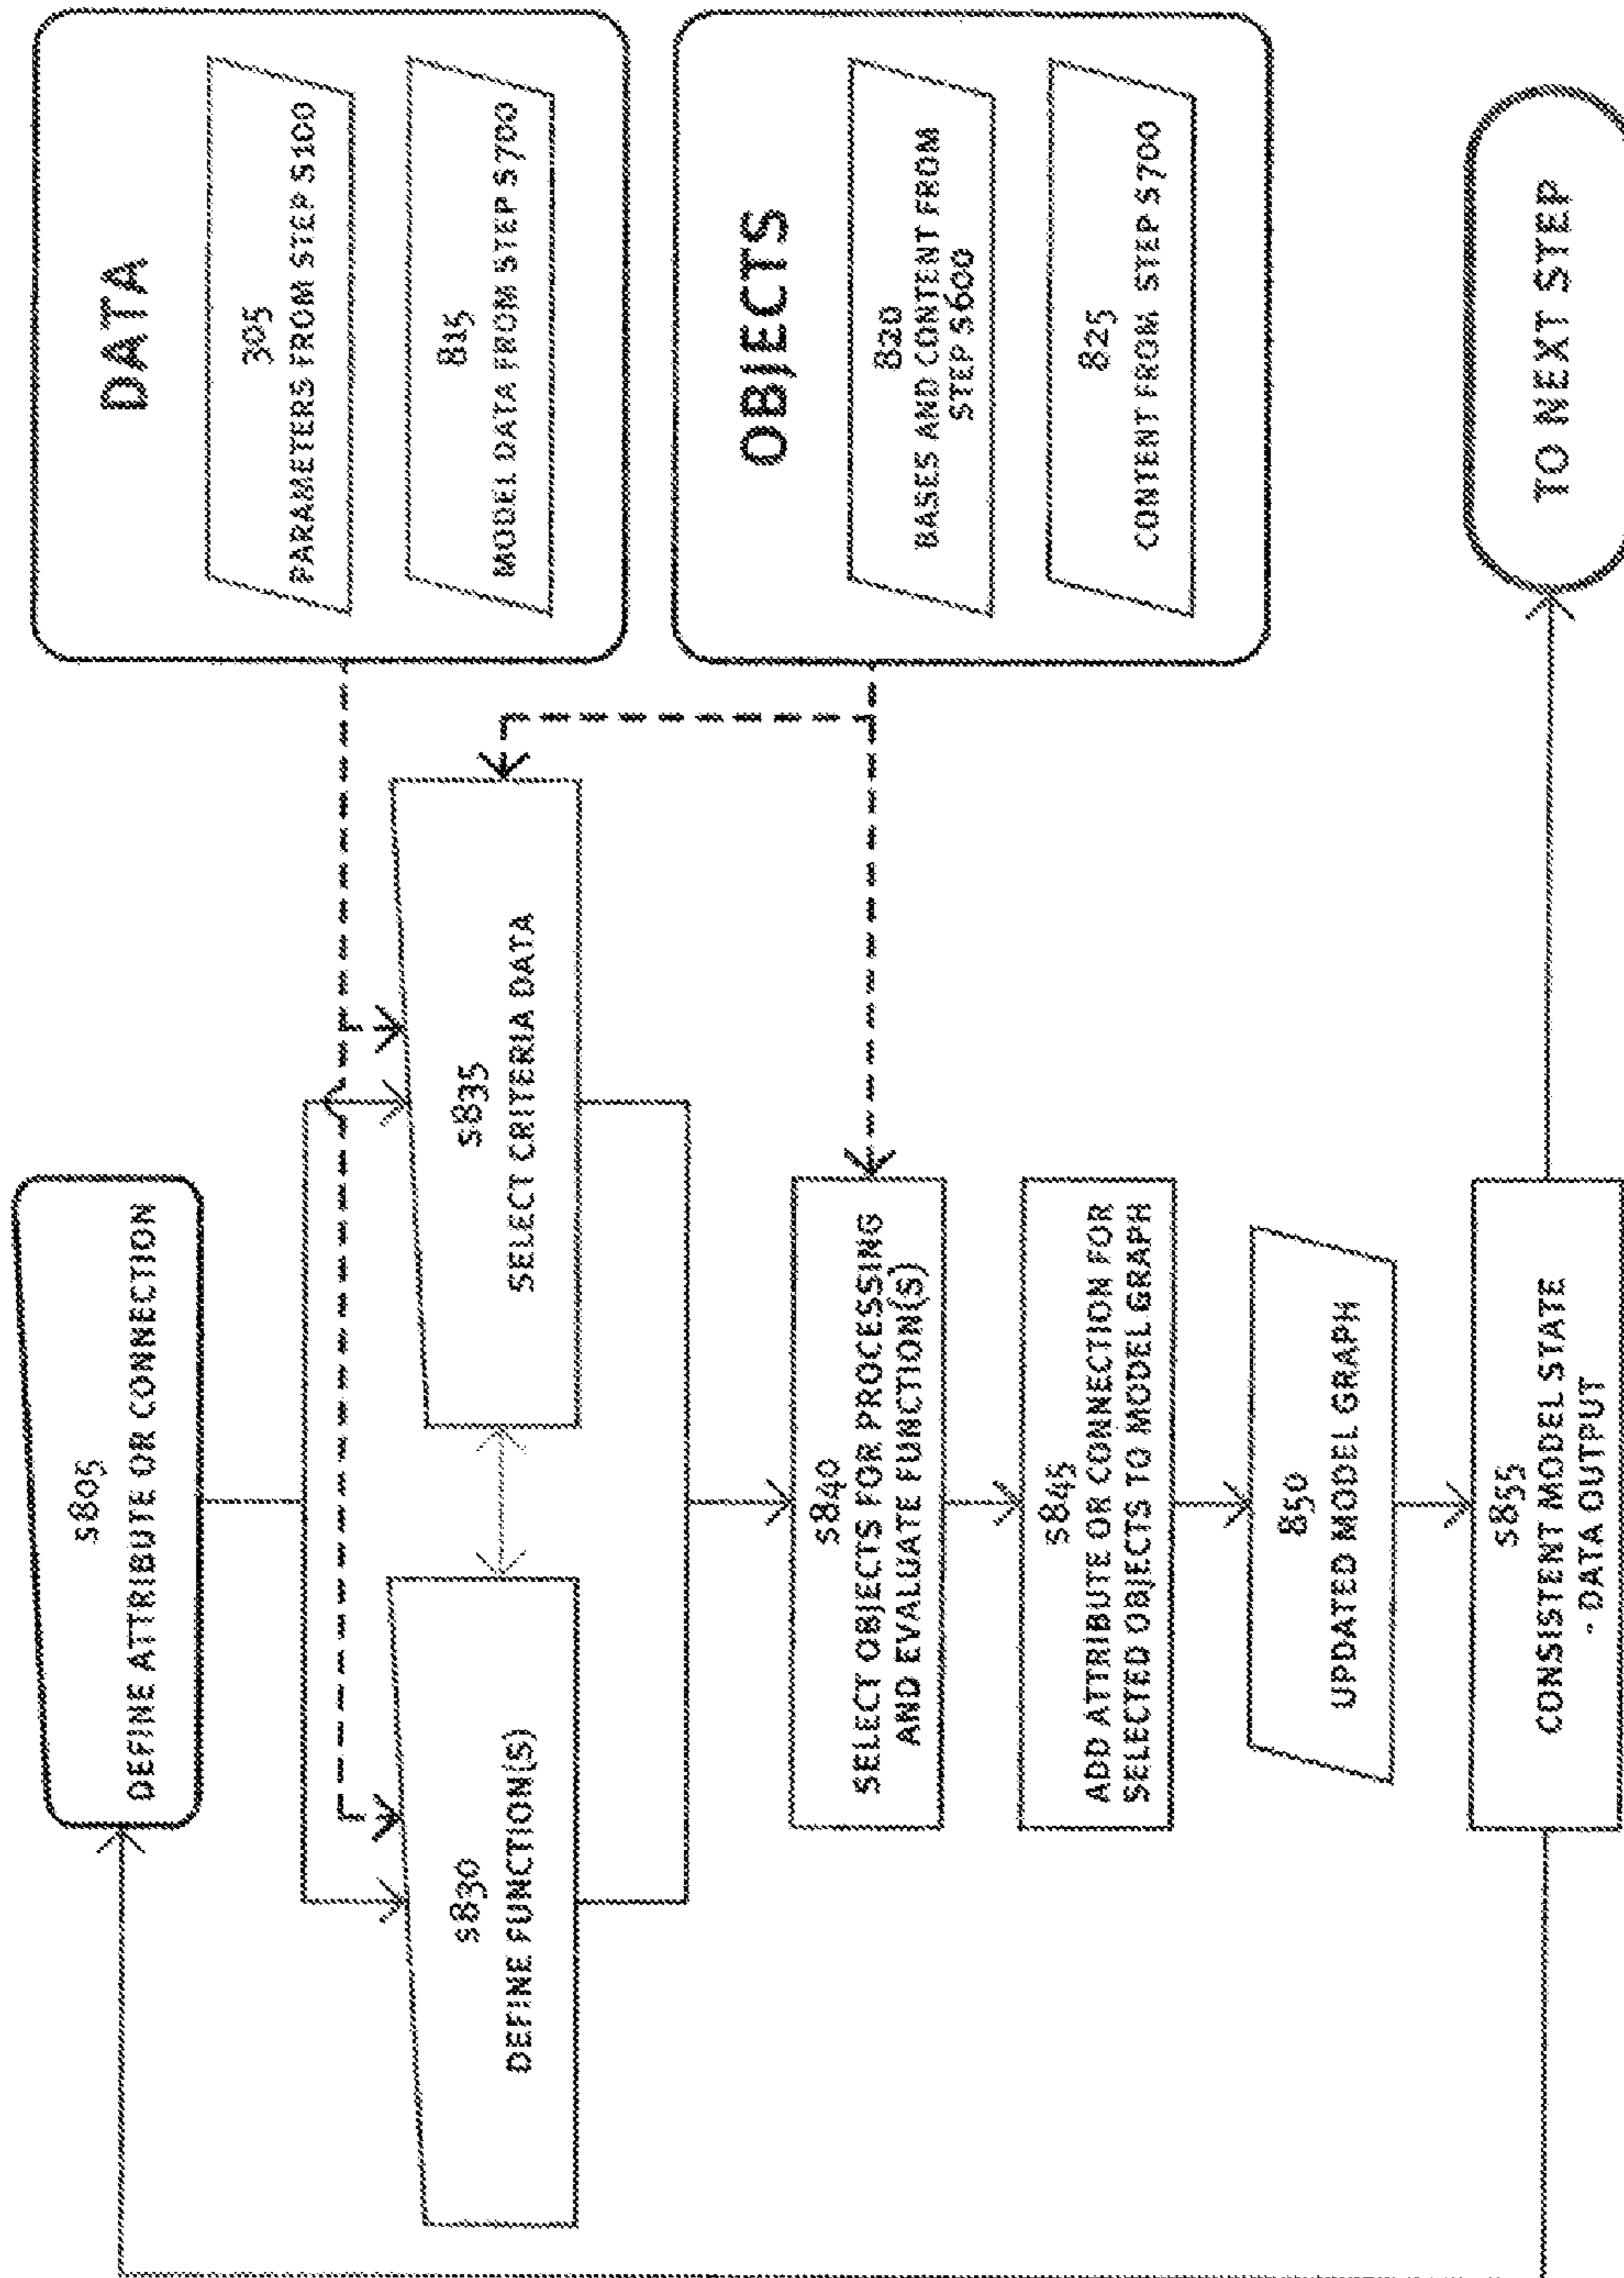 S805
DEFINE ATTRIBUTE OR CONNECTION
S830
DEFINE FUNCTION(S)
S835
SELECT CRITERIA DATA
S840
SELECT OBJECTS FOR PROCESSING
AND EVALUATE FUNCTION(S)
S845
ADD ATTRIBUTE OR CONNECTION FOR
SELECTED OBJECTS TO MODEL GRAPH
850
UPDATED MODEL GRAPH
S855
CONSISTENT MODEL STATE
- DATA OUTPUT
DATA
305
PARAMETERS FROM STEP S100
815
MODEL DATA FROM STEP S700
OBJECTS
820
BASES AND CONTENT FROM
STEP S600
825
CONTENT FROM STEP S700
TO NEXT STEP